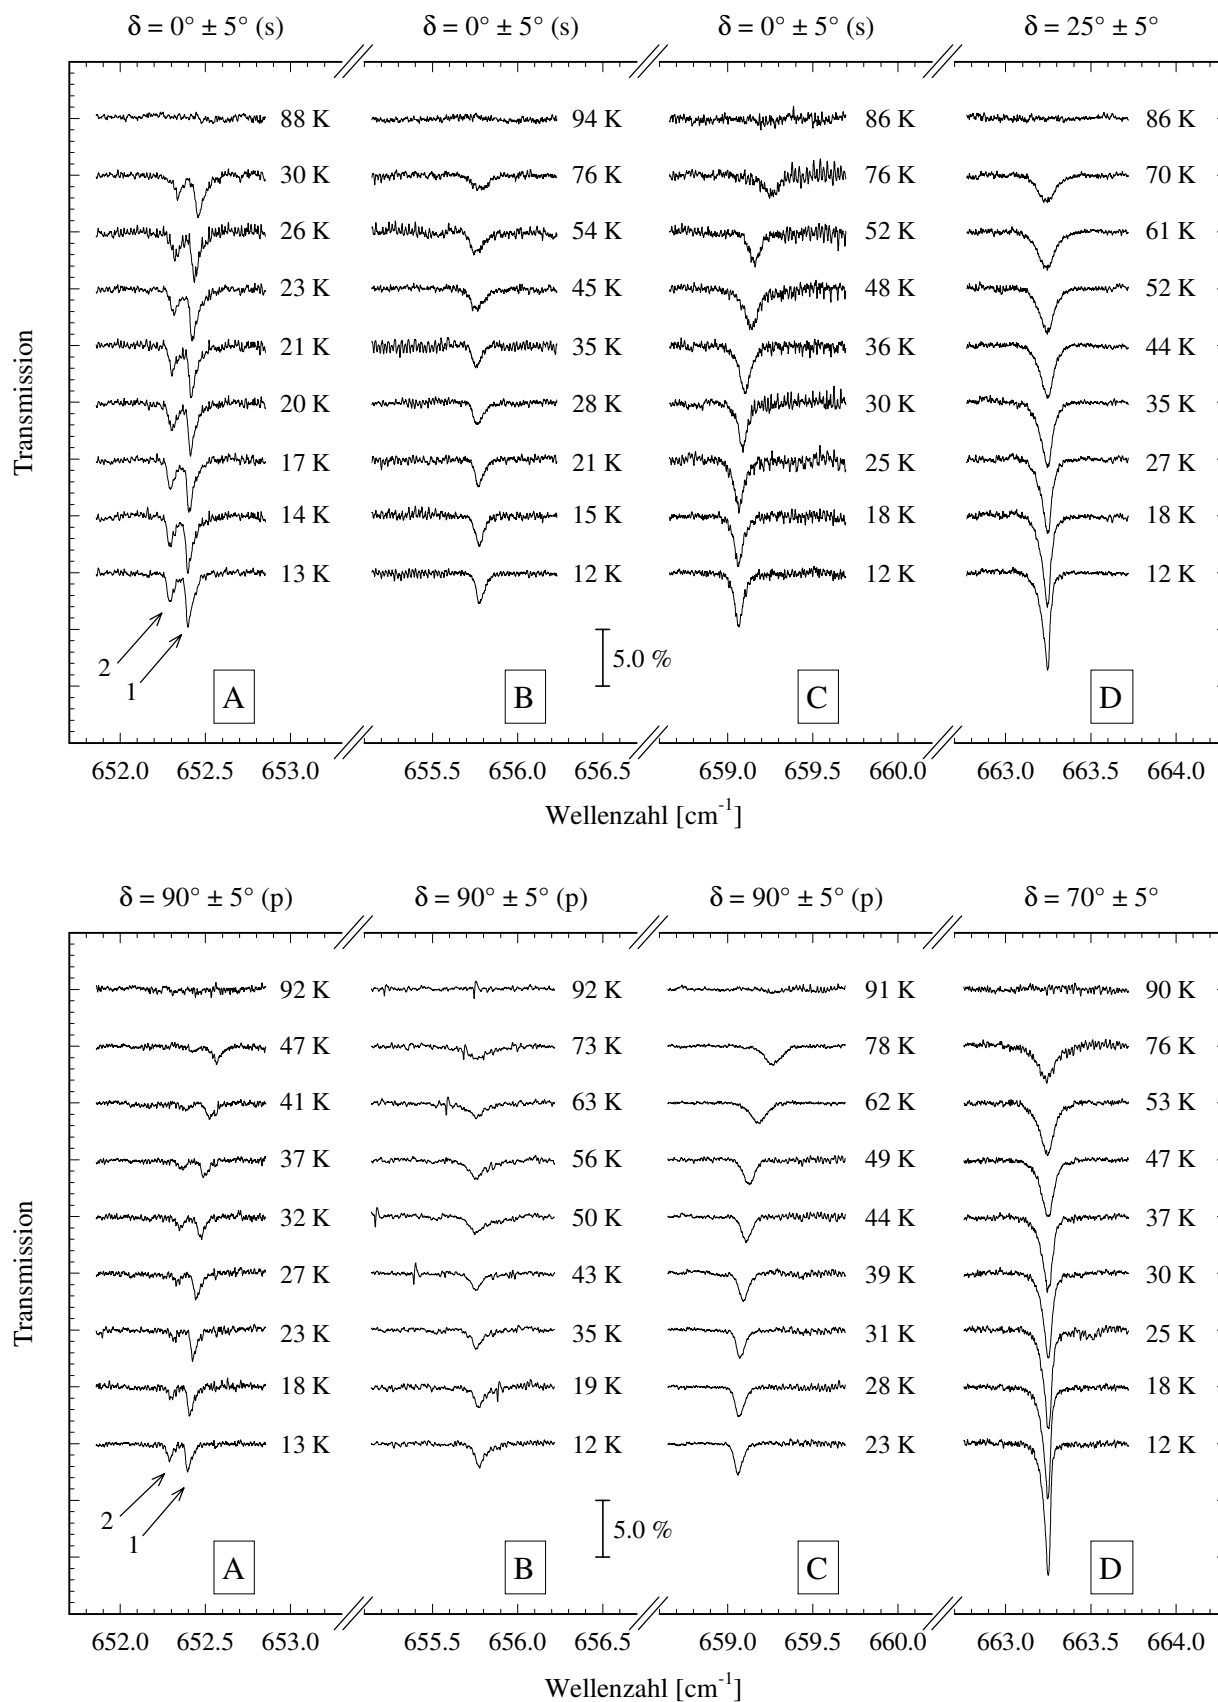 δ = 0° ± 5° (s) δ = 0° ± 5° (s) δ = 0° ± 5° (s) δ = 25° ± 5°
88 K 94 K 86 K 86 K
30 K 76 K 76 K 70 K
26 K 54 K 52 K 61 K
23 K 45 K 48 K 52 K
21 K 35 K 36 K 44 K
20 K 28 K 30 K 35 K
17 K 21 K 25 K 27 K
14 K 15 K 18 K 18 K
13 K 12 K 12 K 12 K
Transmission
2
1
5.0 %
A B C D
652.0 652.5 653.0 655.5 656.0 656.5 659.0 659.5 660.0 663.0 663.5 664.0
Wellenzahl [cm⁻¹]
δ = 90° ± 5° (p) δ = 90° ± 5° (p) δ = 90° ± 5° (p) δ = 70° ± 5°
92 K 92 K 91 K 90 K
47 K 73 K 78 K 76 K
41 K 63 K 62 K 53 K
37 K 56 K 49 K 47 K
32 K 50 K 44 K 37 K
27 K 43 K 39 K 30 K
23 K 35 K 31 K 25 K
18 K 19 K 28 K 18 K
13 K 12 K 23 K 12 K
Transmission
2
1
5.0 %
A B C D
652.0 652.5 653.0 655.5 656.0 656.5 659.0 659.5 660.0 663.0 663.5 664.0
Wellenzahl [cm⁻¹]